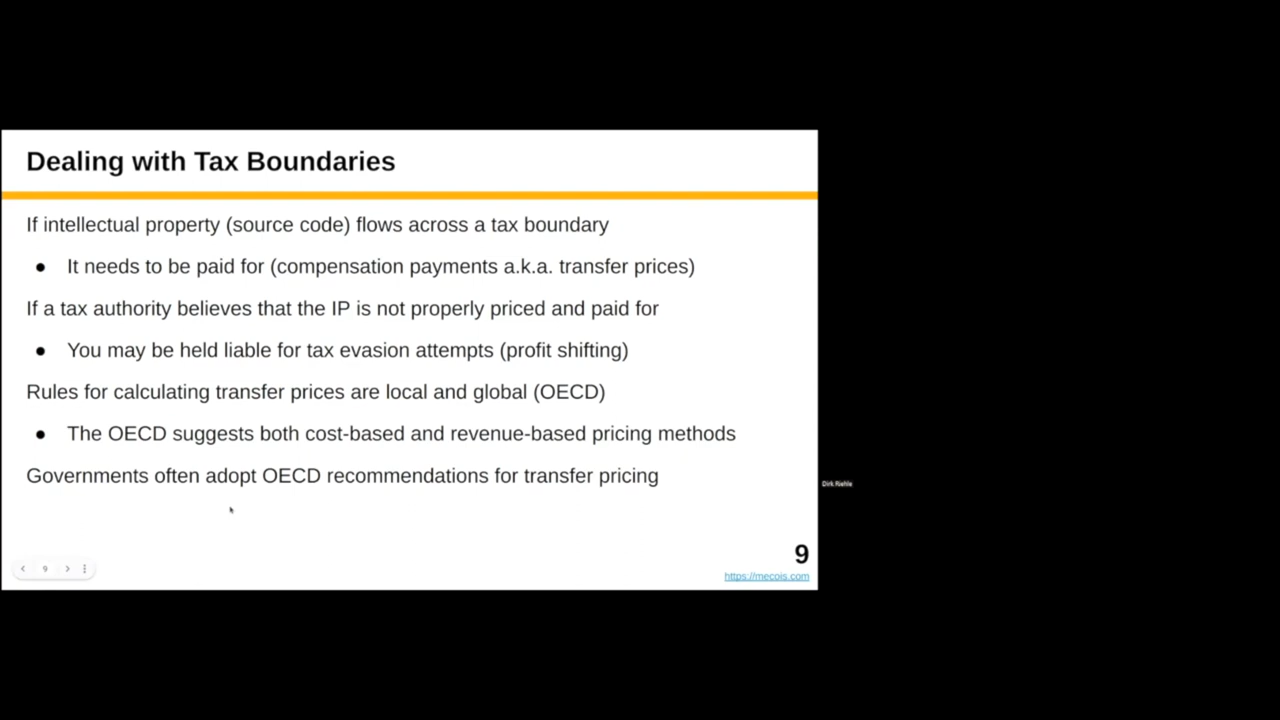 Dealing with Tax Boundaries
If intellectual property (source code) flows across a tax boundary
● It needs to be paid for (compensation payments a.k.a. transfer prices)
If a tax authority believes that the IP is not properly priced and paid for
● You may be held liable for tax evasion attempts (profit shifting)
Rules for calculating transfer prices are local and global (OECD)
● The OECD suggests both cost-based and revenue-based pricing methods
Governments often adopt OECD recommendations for transfer pricing
Dirk Riehle
9
9
https://mecois.com